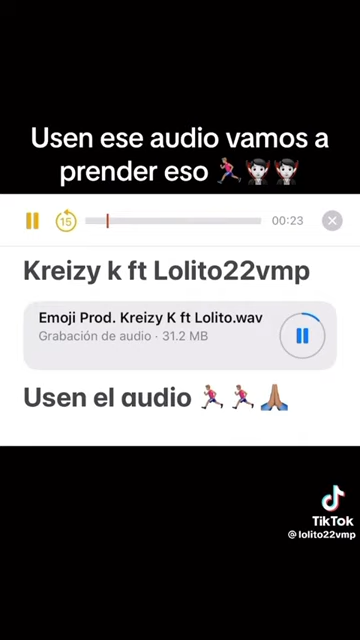 Usen ese audio vamos a
prender eso 🏃🏽‍♂️🧛🏻‍♂️🧛🏻‍♂️
15
00:23
Kreizy k ft Lolito22vmp
Emoji Prod. Kreizy K ft Lolito.wav
Grabación de audio · 31.2 MB
Usen el audio 🏃🏽‍♂️🏃🏽‍♂️🙏🏽
TikTok
@lolito22vmp